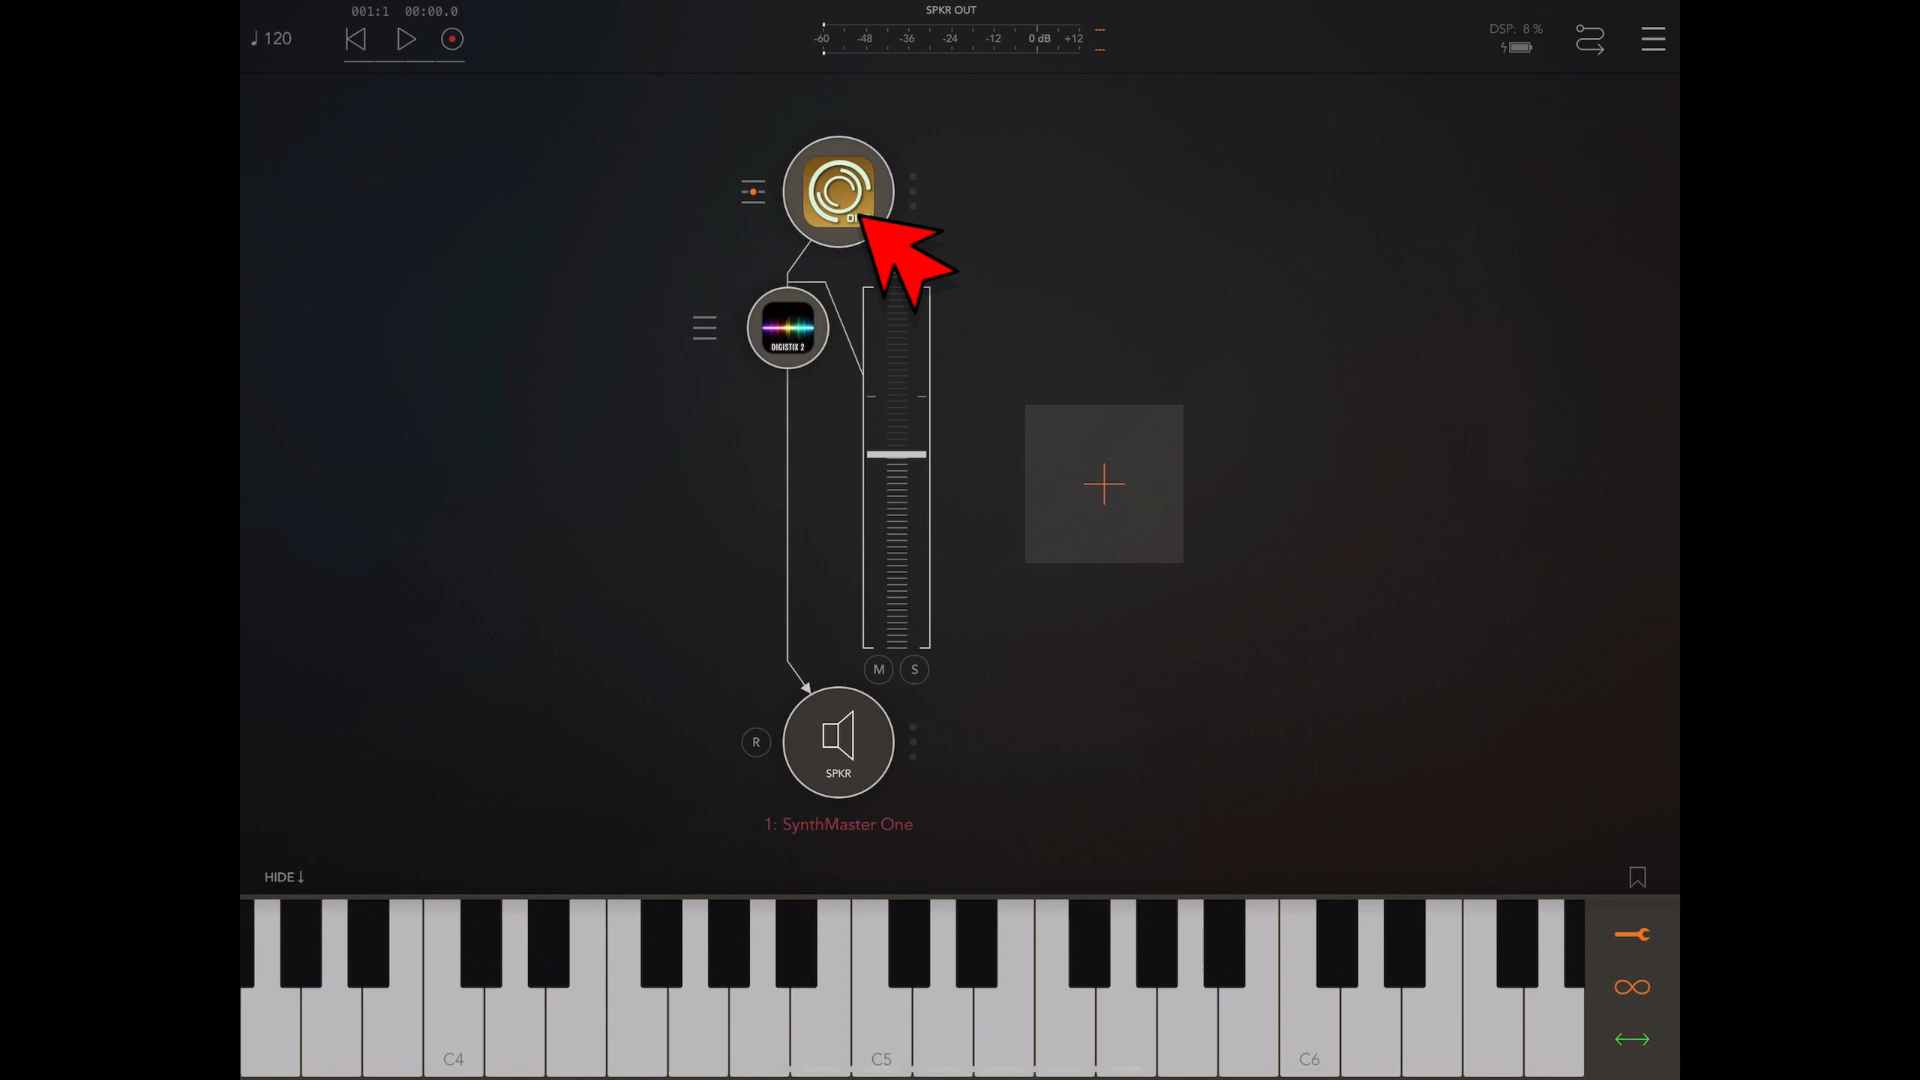 001:1 00:00.0
120
SPKR OUT
-60 -48 -36 -24 -12 0 dB +12
DSP: 8 %
DIGISTIX 2
M S
R
SPKR
1: SynthMaster One
HIDE
C4 C5 C6